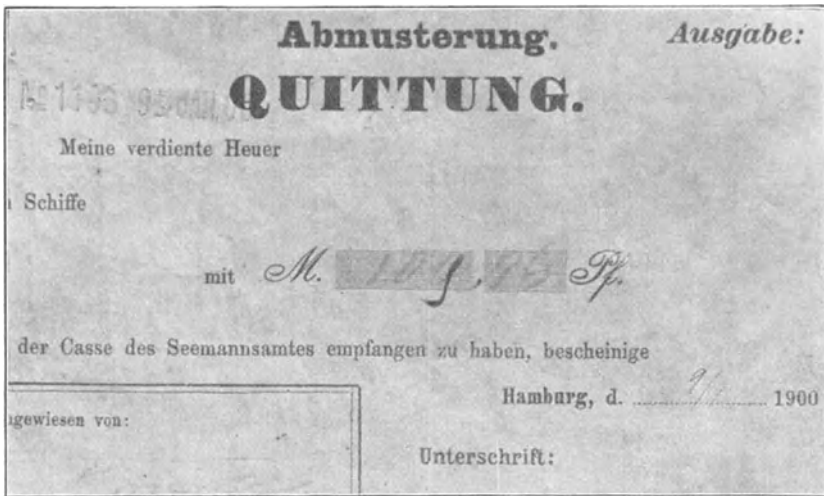 Abmusterung. Ausgabe:
QUITTUNG.
Meine verdiente Heuer
Schiffe
mit M. Pf.
der Casse des Seemannsamtes empfangen zu haben, bescheinige
Hamburg, d. 1900
gewiesen von:
Unterschrift: